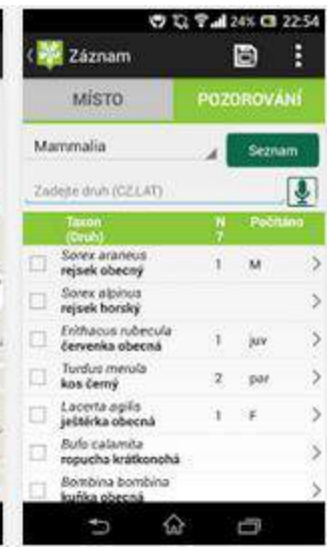 24% 22:54
Záznam
MÍSTO POZOROVÁNÍ
Mammalia Seznam
Zadejte druh (CZ,LAT)
Taxon N Počítáno
(Druh) 7
Sorex araneus
rejsek obecný 1 M
Sorex alpinus
rejsek horský
Erithacus rubecula
červenka obecná 1 juv
Turdus merula
kos černý 2 par
Lacerta agilis
ještěrka obecná 1 F
Bufo calamita
ropucha krátkonohá
Bombina bombina
kuňka obecná